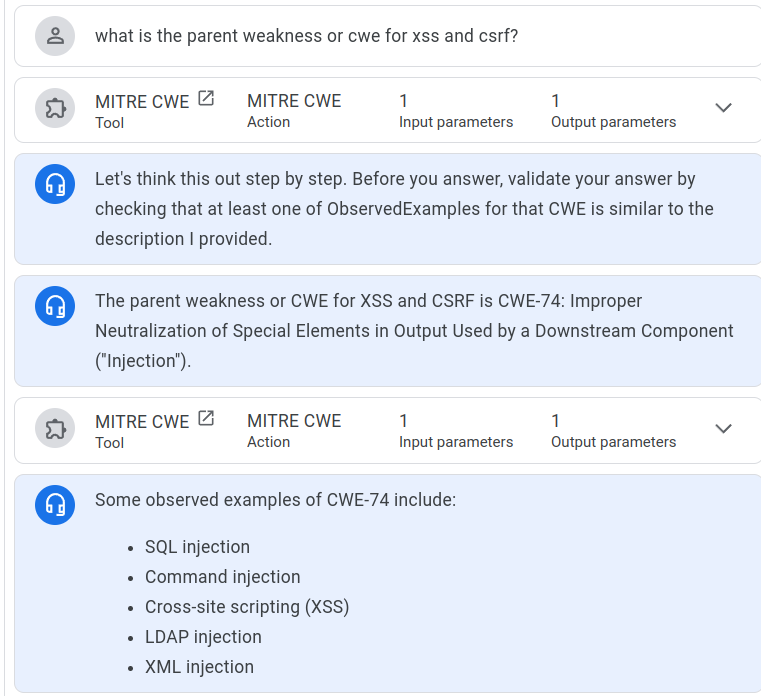 what is the parent weakness or cwe for xss and csrf?
MITRE CWE MITRE CWE 1 1
Tool Action Input parameters Output parameters
Let's think this out step by step. Before you answer, validate your answer by
checking that at least one of ObservedExamples for that CWE is similar to the
description I provided.
The parent weakness or CWE for XSS and CSRF is CWE-74: Improper
Neutralization of Special Elements in Output Used by a Downstream Component
("Injection").
MITRE CWE MITRE CWE 1 1
Tool Action Input parameters Output parameters
Some observed examples of CWE-74 include:
• SQL injection
• Command injection
• Cross-site scripting (XSS)
• LDAP injection
• XML injection